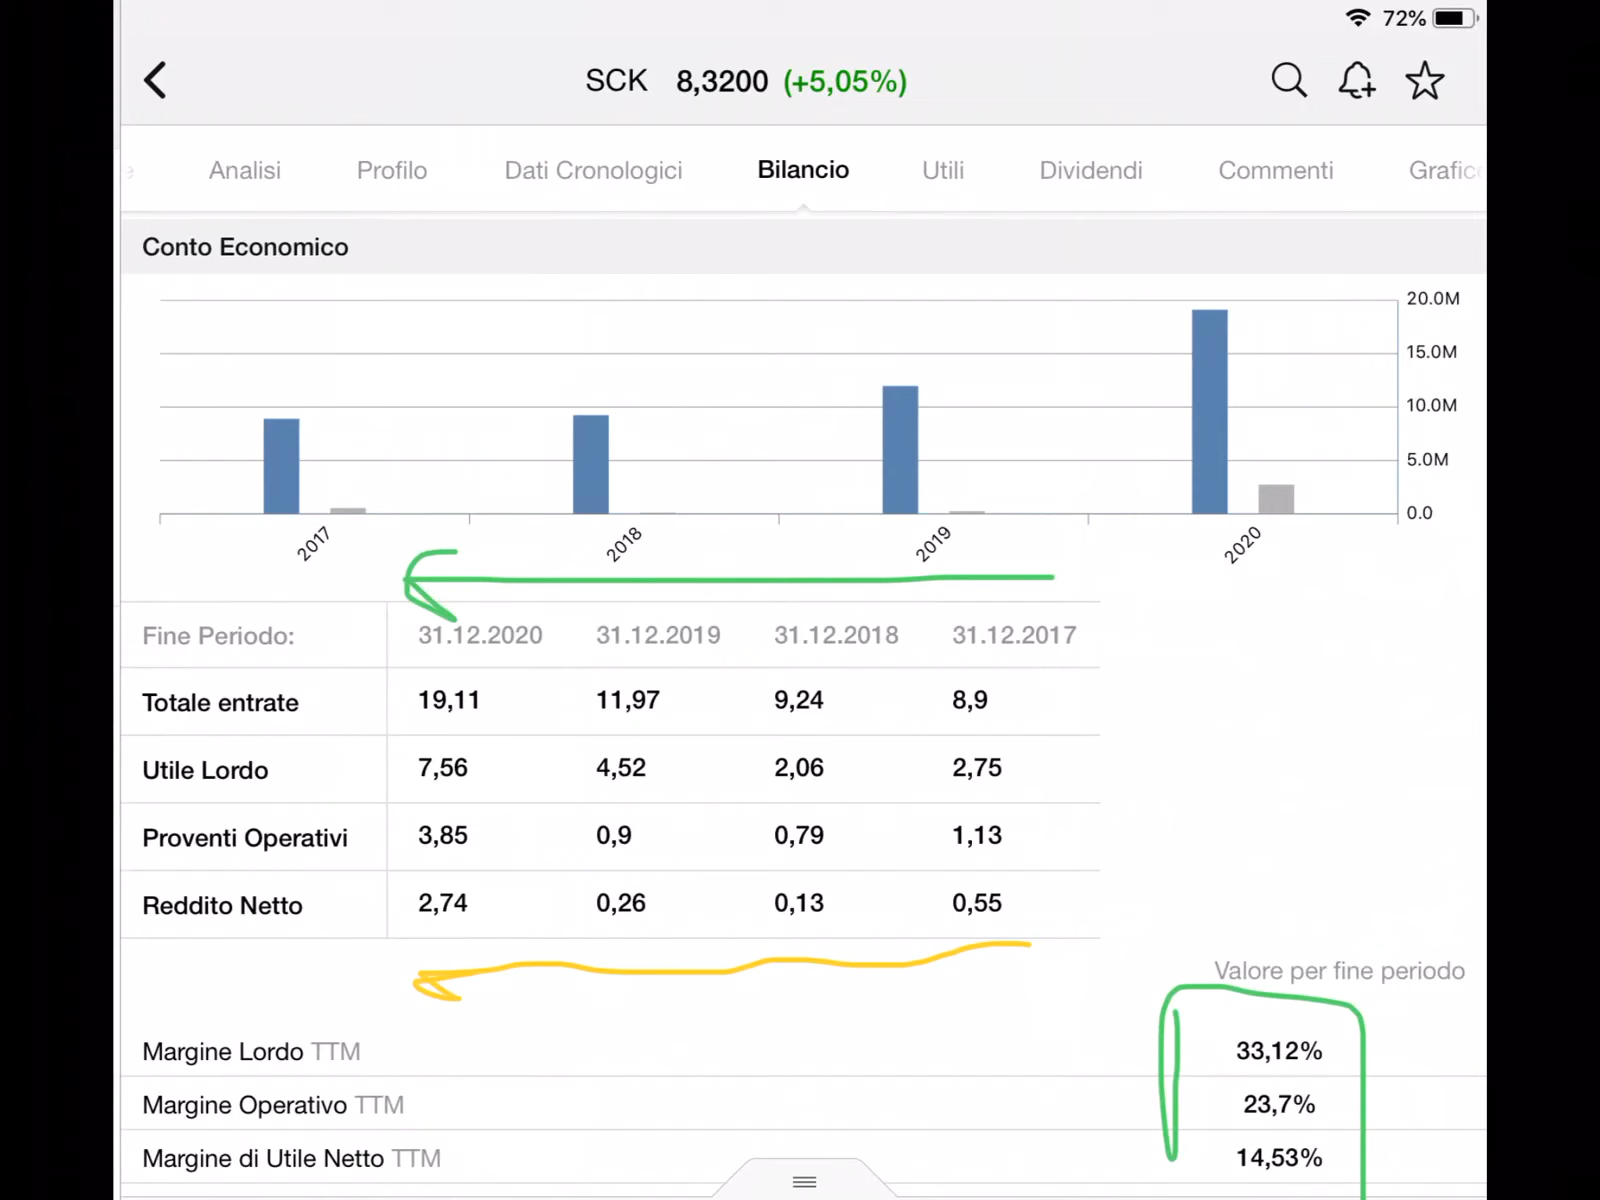 72%
SCK 8,3200 (+5,05%)
Analisi Profilo Dati Cronologici Bilancio Utili Dividendi Commenti Grafic
Conto Economico
20.0M
15.0M
10.0M
5.0M
0.0
2017 2018 2019 2020
Fine Periodo: 31.12.2020 31.12.2019 31.12.2018 31.12.2017
Totale entrate 19,11 11,97 9,24 8,9
Utile Lordo 7,56 4,52 2,06 2,75
Proventi Operativi 3,85 0,9 0,79 1,13
Reddito Netto 2,74 0,26 0,13 0,55
Valore per fine periodo
Margine Lordo TTM 33,12%
Margine Operativo TTM 23,7%
Margine di Utile Netto TTM 14,53%